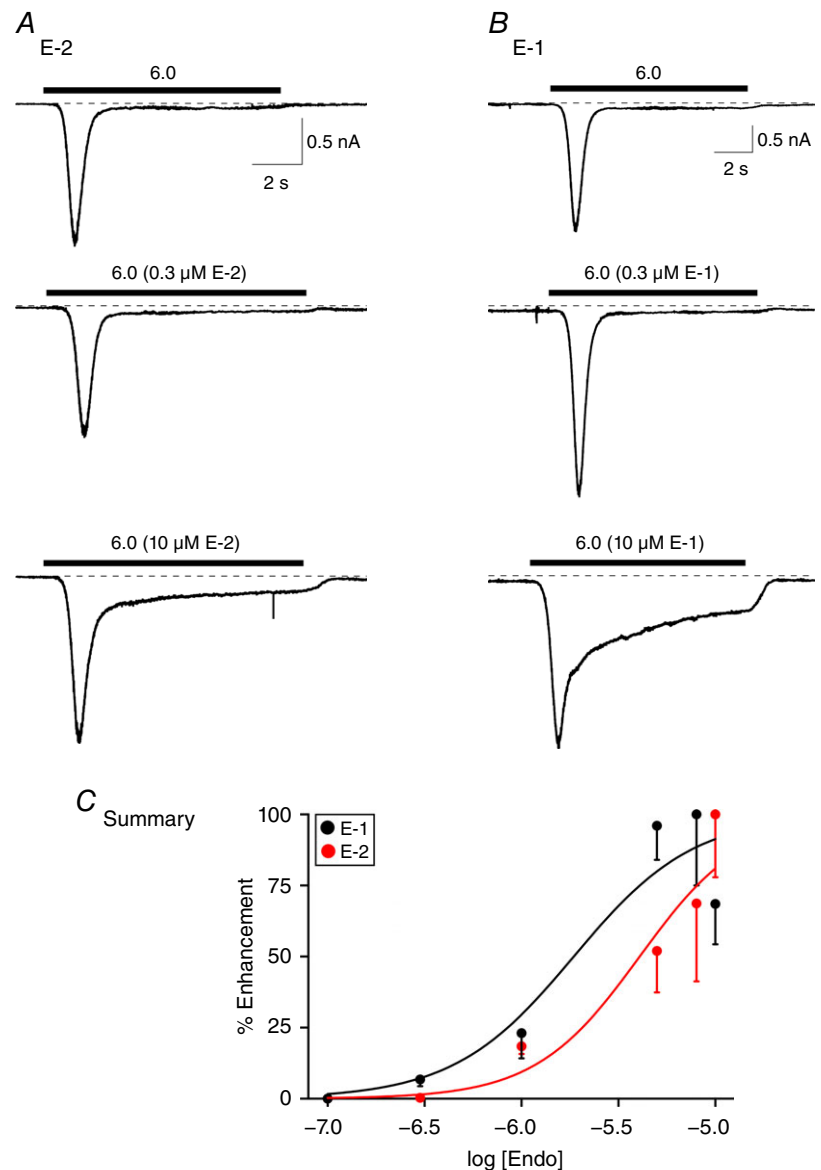 A
E-2
6.0
0.5 nA
2 s
6.0 (0.3 µM E-2)
6.0 (10 µM E-2)
B
E-1
6.0
0.5 nA
2 s
6.0 (0.3 µM E-1)
6.0 (10 µM E-1)
C
Summary
E-1
E-2
% Enhancement
100
75
50
25
0
−7.0 −6.5 −6.0 −5.5 −5.0
log [Endo]